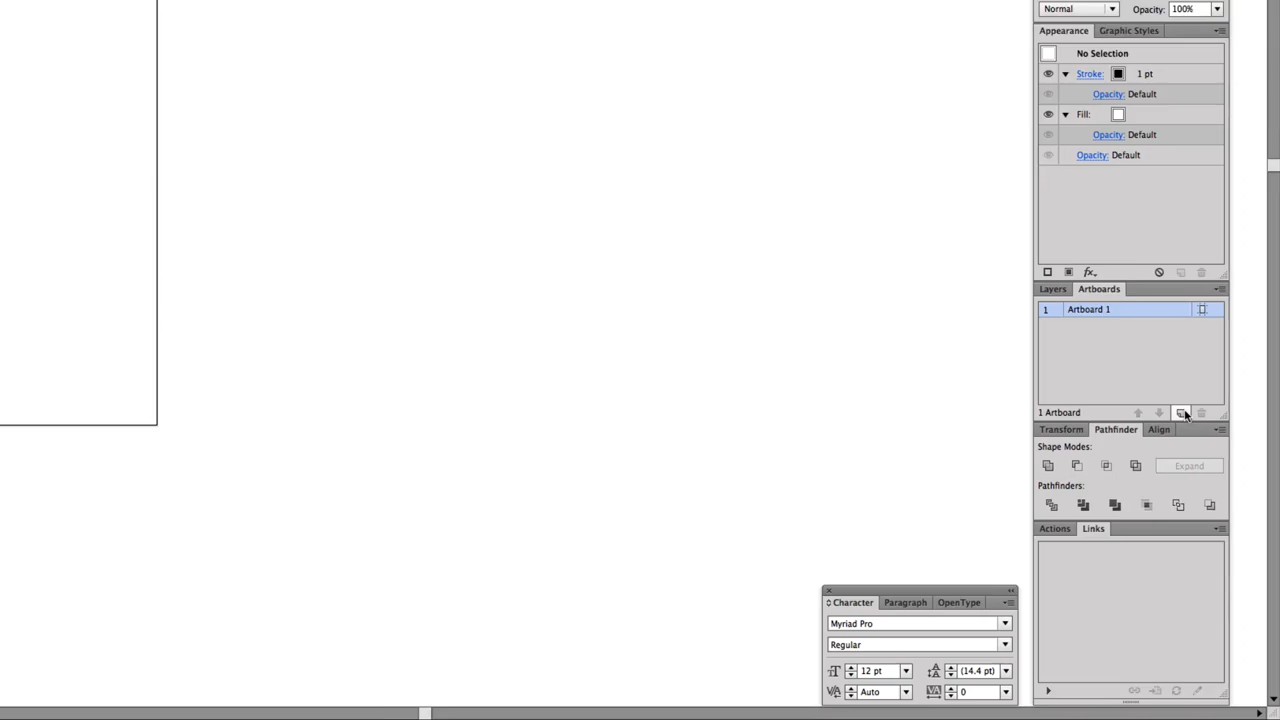 Normal Opacity: 100%
Appearance Graphic Styles
No Selection
Stroke: 1 pt
Opacity: Default
Fill:
Opacity: Default
Opacity: Default
fx
Layers Artboards
1 Artboard 1
1 Artboard
Transform Pathfinder Align
Shape Modes:
Expand
Pathfinders:
Actions Links
Character Paragraph OpenType
Myriad Pro
Regular
12 pt (14.4 pt)
Auto 0